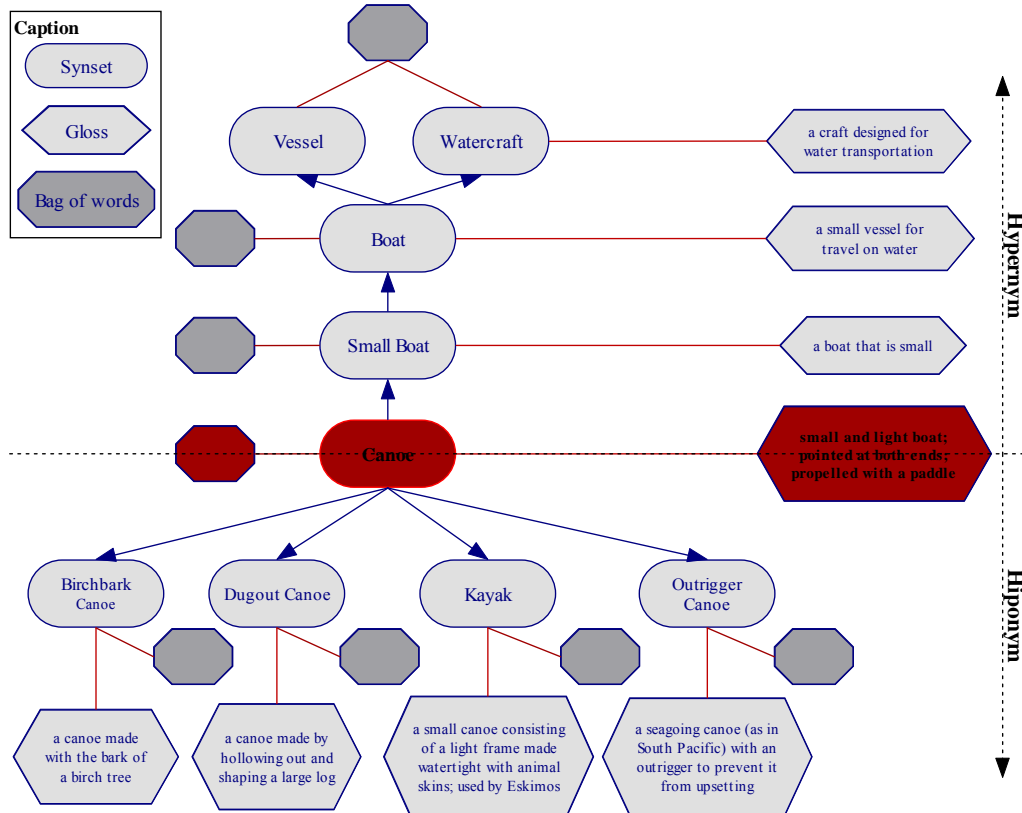 Caption
Synset
Gloss
Bag of words
Vessel
Watercraft
a craft designed for
water transportation
Boat
a small vessel for
travel on water
Hypernym
Small Boat
a boat that is small
Canoe
small and light boat;
pointed at both ends;
propelled with a paddle
Birchbark
Canoe
Dugout Canoe
Kayak
Outrigger
Canoe
Hiponym
a canoe made
with the bark of
a birch tree
a canoe made by
hollowing out and
shaping a large log
a small canoe consisting
of a light frame made
watertight with animal
skins; used by Eskimos
a seagoing canoe (as in
South Pacific) with an
outrigger to prevent it
from upsetting